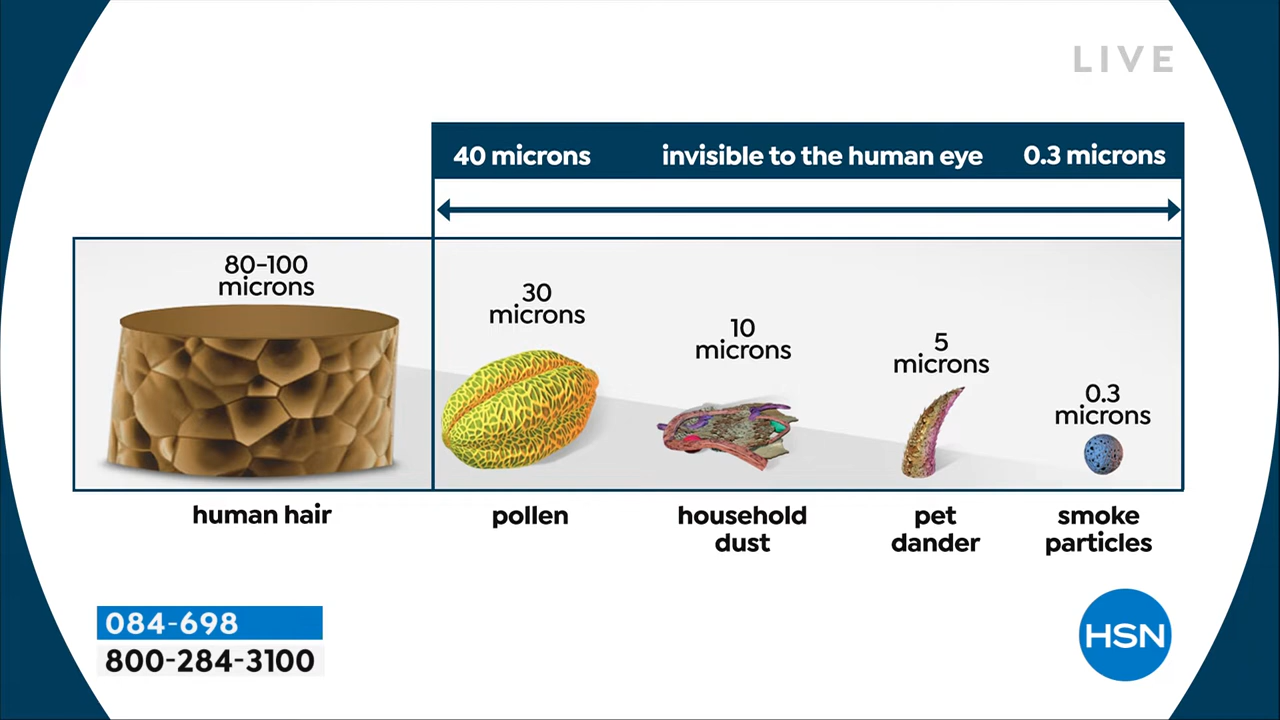 LIVE
40 microns invisible to the human eye 0.3 microns
80-100
microns
30
microns
10
microns
5
microns
0.3
microns
human hair
pollen
household
dust
pet
dander
smoke
particles
084-698
800-284-3100
HSN